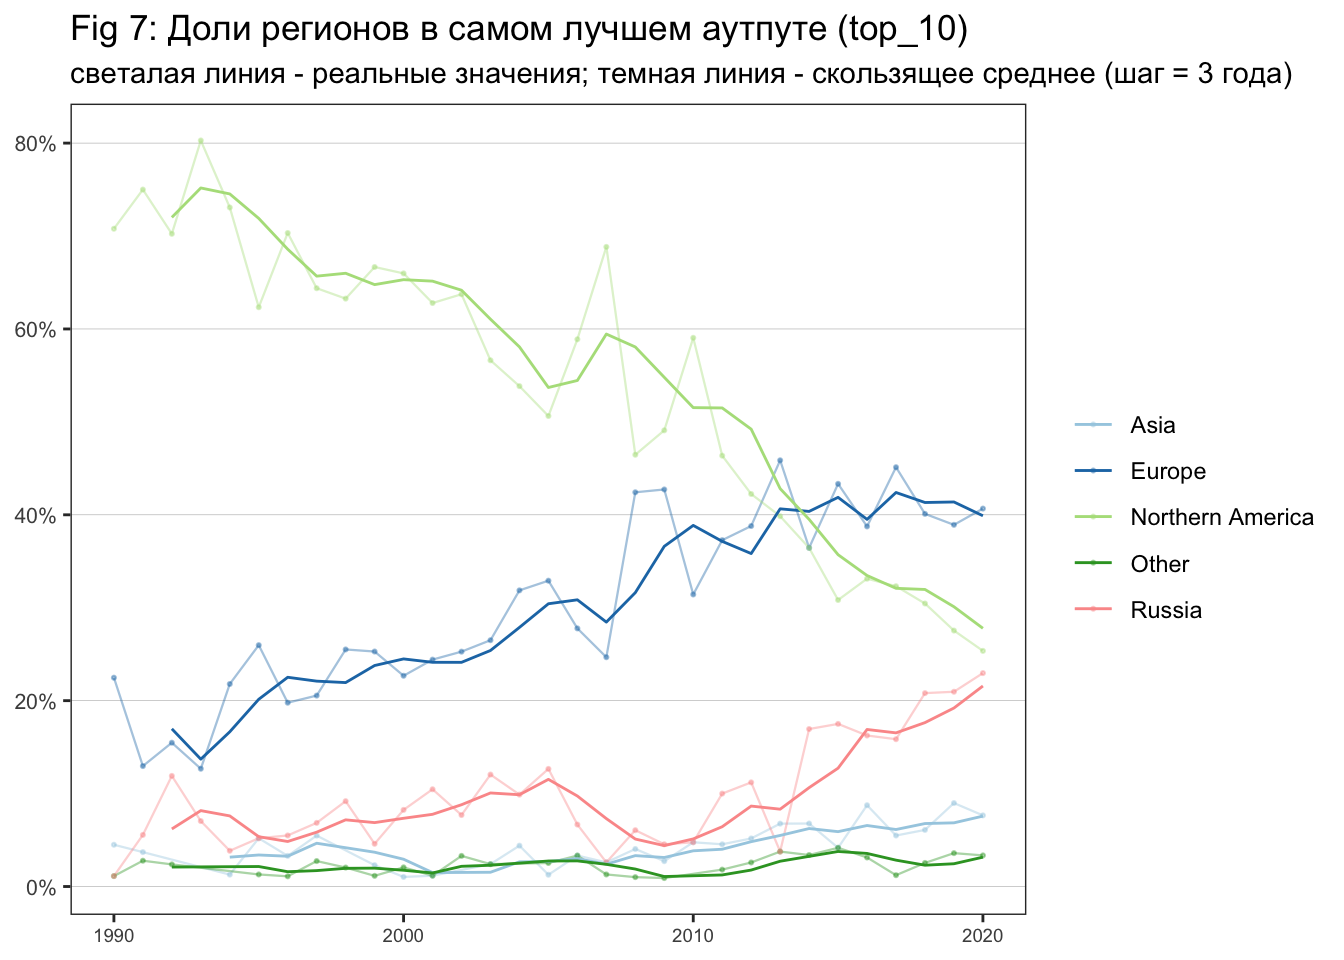 Fig 7: Доли регионов в самом лучшем аутпуте (top_10)
светалая линия - реальные значения; темная линия - скользящее среднее (шаг = 3 года)
80%
60%
40%
20%
0%
1990
2000
2010
2020
Asia
Europe
Northern America
Other
Russia